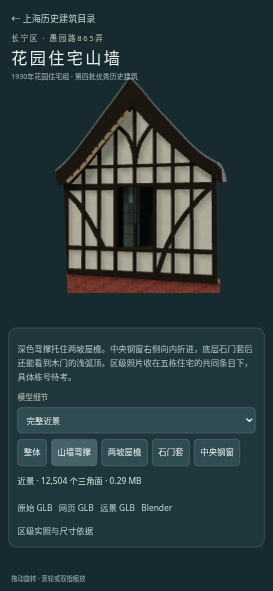 ← 上海历史建筑目录
长宁区 · 愚园路865弄
花园住宅山墙
1930年花园住宅组 · 第四批优秀历史建筑
深色弯撑托住两坡屋檐。中央钢窗右侧向内折进，底层石门套后
还能看到木门的浅弧顶。区级照片收在五栋住宅的共同条目下，
具体栋号待考。
模型细节
完整近景
整体 山墙弯撑 两坡屋檐 石门套 中央钢窗
近景 · 12,504 个三角面 · 0.29 MB
原始 GLB 网页 GLB 远景 GLB Blender
区级实照与尺寸依据
拖动旋转 · 滚轮或双指缩放